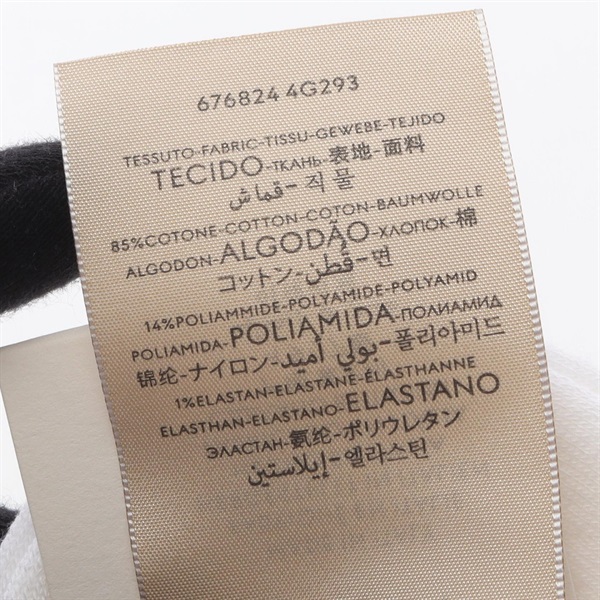 676824 4G293
TESSUTO-FABRIC-TISSU-GEWEBE-TEJIDO
TECIDO-ТКАНЬ-表地-面料
قماش-직물
85%COTONE-COTTON-COTON-BAUMWOLLE
ALGODON-ALGODÃO-ХЛОПОК-棉
コットン-قطن-면
14%POLIAMMIDE-POLYAMIDE-POLYAMID
POLIAMIDA-POLIAMIDA-ПОЛИАМИД
锦纶-ナイロン-بولي أميد-폴리아미드
1%ELASTAN-ELASTANE-ÉLASTHANNE
ELASTHAN-ELASTANO-ELASTANO
ЭЛАСТАН-氨纶-ポリウレタン
إيلاستين-엘라스틴